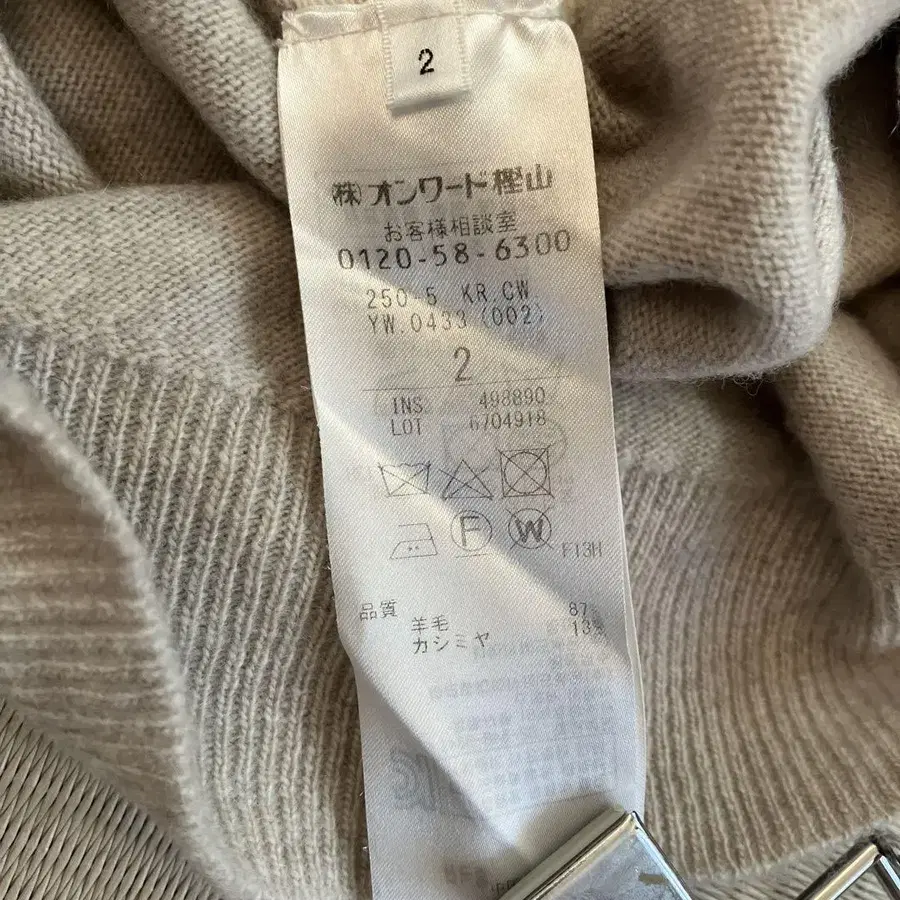 2
㈱オンワード樫山
お客様相談室
0120-58-6300
250-5 KR.CW
YW.0433 (002)
2
INS 498890
LOT 6704918
F W F13H
品質
羊毛 87%
カシミヤ 13%